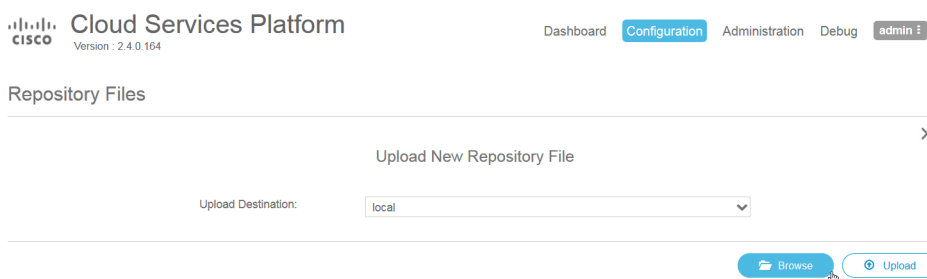 Cloud Services Platform
CISCO
Version : 2.4.0.164
Dashboard Configuration Administration Debug admin
Repository Files
Upload New Repository File
Upload Destination: local
Browse Upload